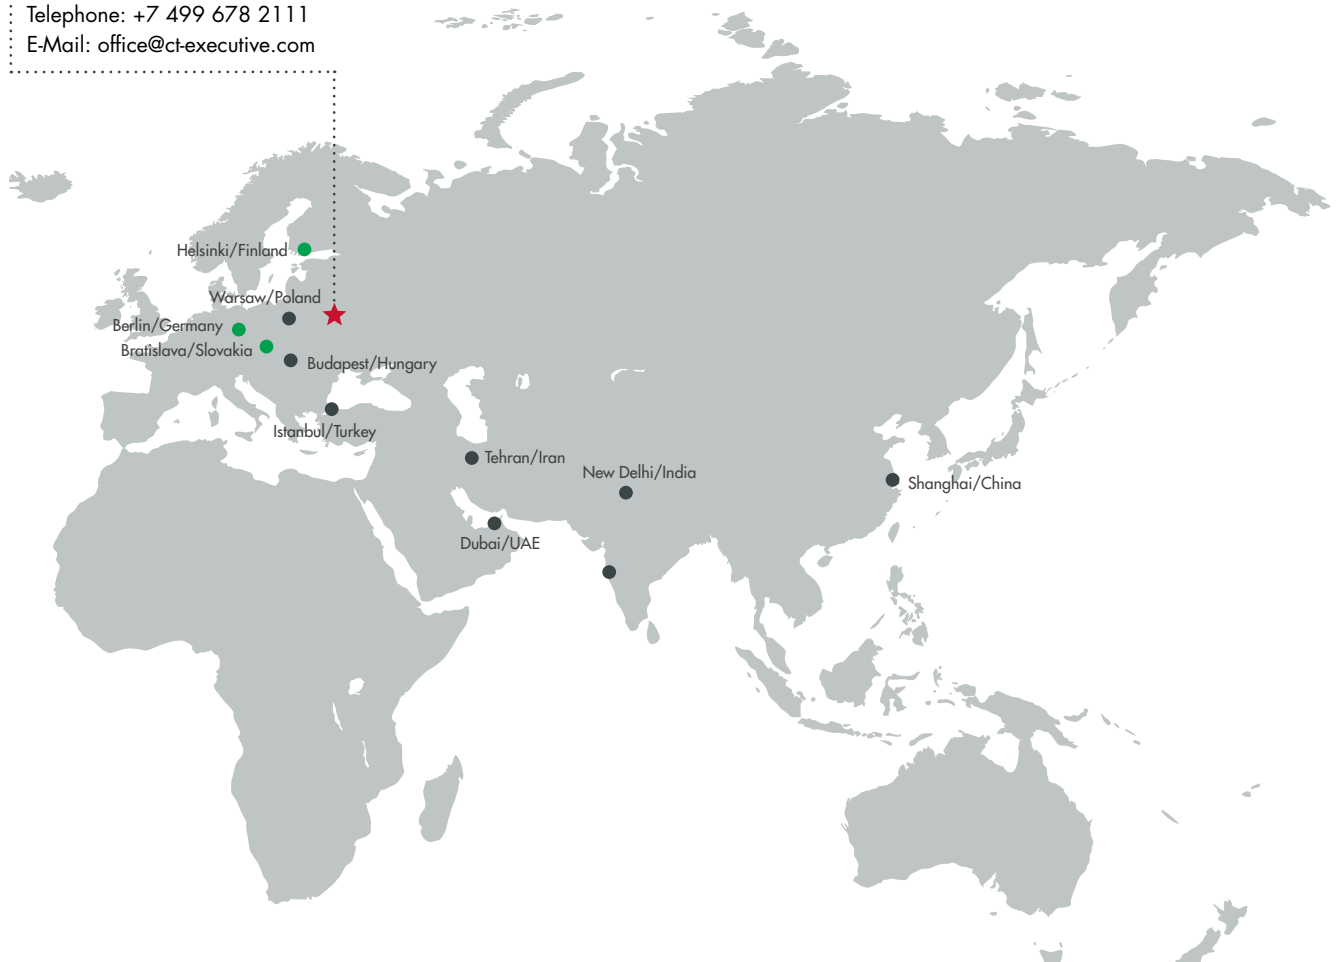 Telephone: +7 499 678 2111
E-Mail: office@ct-executive.com
Helsinki/Finland
Warsaw/Poland
Berlin/Germany
Bratislava/Slovakia
Budapest/Hungary
Istanbul/Turkey
Tehran/Iran
New Delhi/India
Shanghai/China
Dubai/UAE